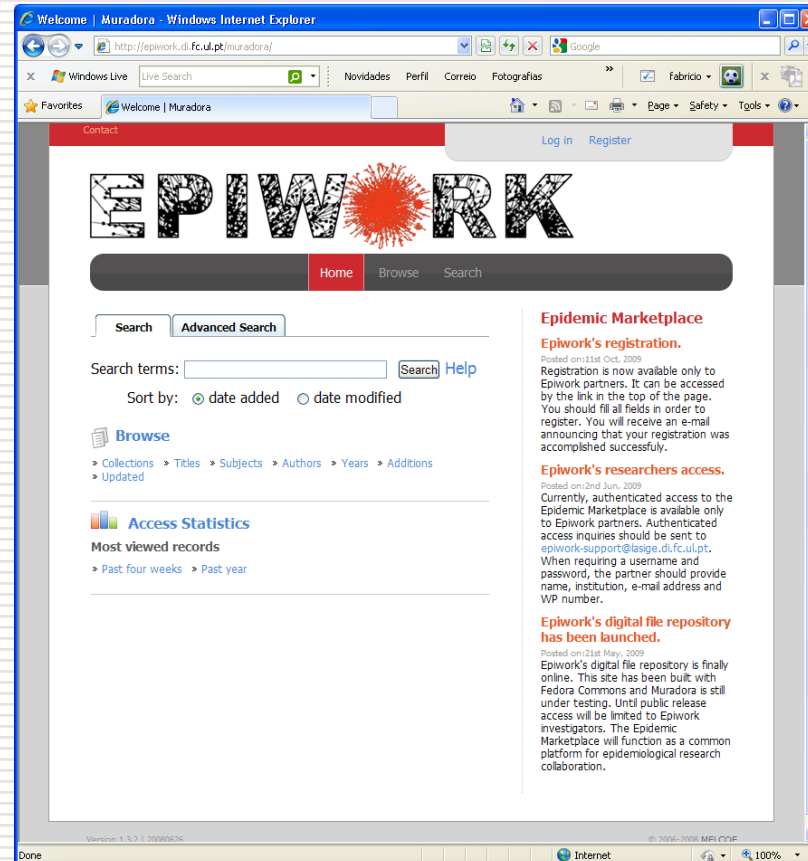 Welcome | Muradora - Windows Internet Explorer
http://epiwork.di.fc.ul.pt/muradora/
Google
Windows Live
Live Search
Novidades Perfil Correio Fotografias »
fabricio
Favorites
Welcome | Muradora
Page Safety Tools
Contact
Log in Register
EPIWORK
Home Browse Search
Search Advanced Search
Search terms: Search Help
Sort by: date added date modified
Browse
» Collections » Titles » Subjects » Authors » Years » Additions
» Updated
Access Statistics
Most viewed records
» Past four weeks » Past year
Epidemic Marketplace
Epiwork's registration.
Posted on:11st Oct, 2009
Registration is now available only to
Epiwork partners. It can be accessed
by the link in the top of the page.
You should fill all fields in order to
register. You will receive an e-mail
announcing that your registration was
accomplished successfuly.
Epiwork's researchers access.
Posted on:2nd Jun, 2009
Currently, authenticated access to the
Epidemic Marketplace is available only
to Epiwork partners. Authenticated
access inquiries should be sent to
epiwork-support@lasige.di.fc.ul.pt.
When requiring a username and
password, the partner should provide
name, institution, e-mail address and
WP number.
Epiwork's digital file repository
has been launched.
Posted on:21st May, 2009
Epiwork's digital file repository is finally
online. This site has been built with
Fedora Commons and Muradora is still
under testing. Until public release
access will be limited to Epiwork
investigators. The Epidemic
Marketplace will function as a common
platform for epidemiological research
collaboration.
Version 1.3.2 | 20080626
© 2006-2008 MELCOE
Done
Internet
100%